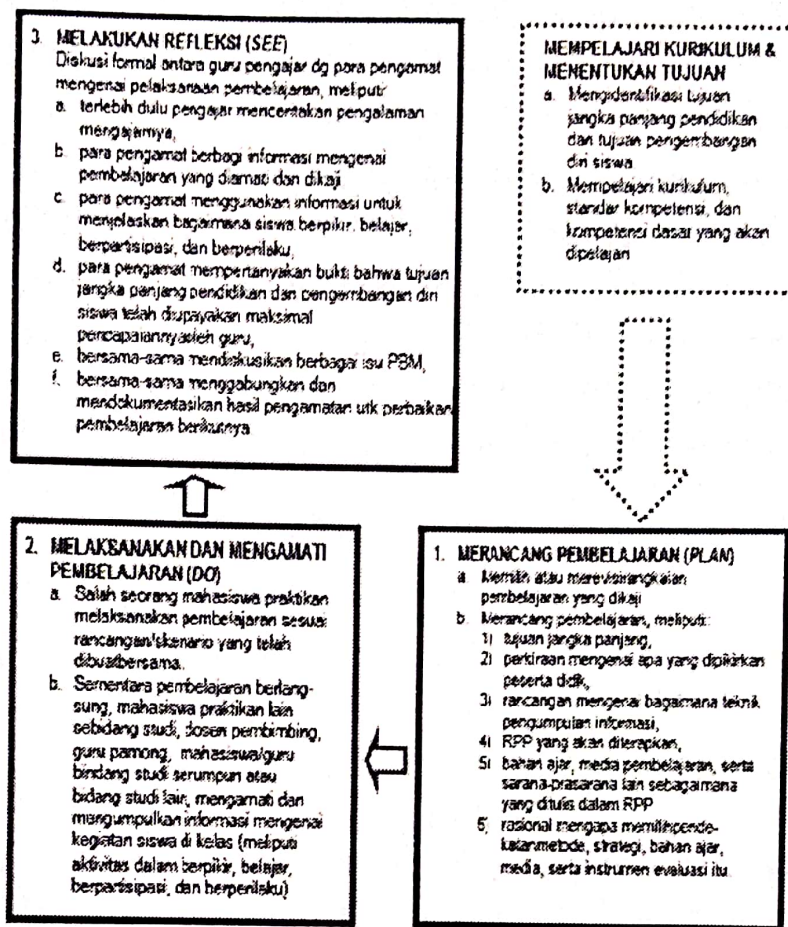 3. MELAKUKAN REFLEKSI (SEE)
Diskusi formal antara guru pengajar dg para pengamat
mengenai pelaksanaan pembelajaran, meliputi:
a. terlebih dulu pengajar menceritakan pengalaman
mengajarnya,
b. para pengamat berbagi informasi mengenai
pembelajaran yang diamati dan dikaji
c. para pengamat menggunakan informasi untuk
menjelaskan bagaimana siswa berpikir, belajar,
berpartisipasi, dan berperilaku,
d. para pengamat mempertanyakan bukti bahwa tujuan
jangka panjang pendidikan dan pengembangan diri
siswa telah diupayakan maksimal
pencapaiannyaoleh guru,
e. bersama-sama mendiskusikan berbagai isu PBM,
f. bersama-sama menggabungkan dan
mendokumentasikan hasil pengamatan utk perbaikan
pembelajaran berikutnya
MEMPELAJARI KURIKULUM &
MENENTUKAN TUJUAN
a. Mengidentifikasi tujuan
jangka panjang pendidikan
dan tujuan pengembangan
diri siswa
b. Mempelajari kurikulum,
standar kompetensi, dan
kompetensi dasar yang akan
dipelajari
2. MELAKSANAKAN DAN MENGAMATI
PEMBELAJARAN (DO)
a. Salah seorang mahasiswa praktikan
melaksanakan pembelajaran sesuai
rancangan/skenario yang telah
dibuatbersama.
b. Sementara pembelajaran berlang-
sung, mahasiswa praktikan lain
sebidang studi, dosen pembimbing,
guru pamong, mahasiswa/guru
bindang studi serumpun atau
bidang studi lain, mengamati dan
mengumpulkan informasi mengenai
kegiatan siswa di kelas (meliputi
aktivitas dalam berpikir, belajar,
berpartisipasi, dan berperilaku)
1. MERANCANG PEMBELAJARAN (PLAN)
a. Memilih atau merevisirangkaian
pembelajaran yang dikaji
b. Merancang pembelajaran, meliputi:
1) tujuan jangka panjang,
2) perkiraan mengenai apa yang dipikirkan
peserta didik,
3) rancangan mengenai bagaimana teknik
pengumpulan informasi,
4) RPP yang akan diterapkan,
5) bahan ajar, media pembelajaran, serta
sarana-prasarana lain sebagaimana
yang ditulis dalam RPP
6) rasional mengapa memilihpende-
katanmetode, strategi, bahan ajar,
media, serta instrumen evaluasi itu.